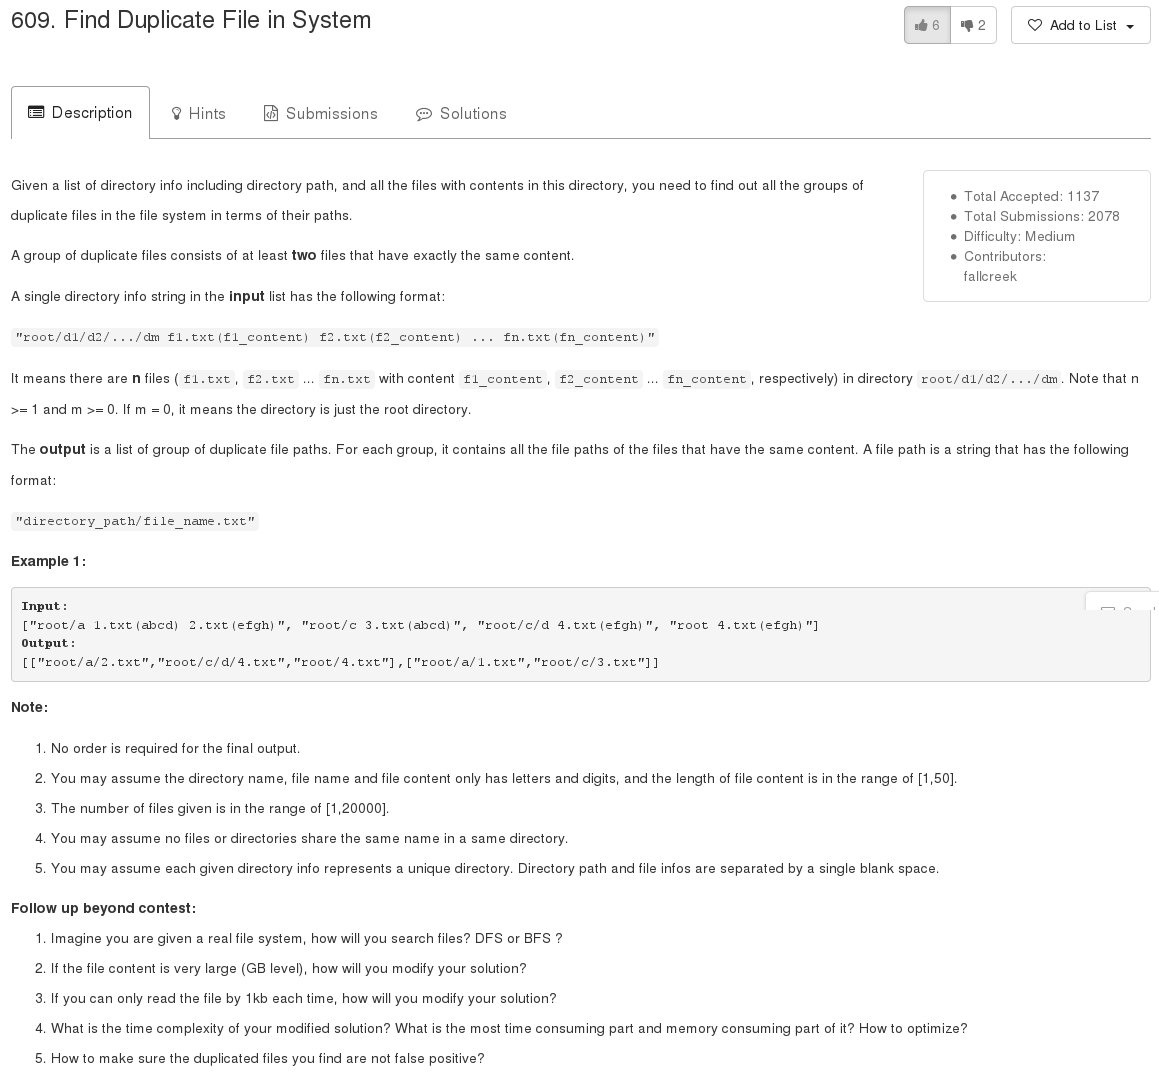 609. Find Duplicate File in System
6
2
Add to List
Description
Hints
Submissions
Solutions
Given a list of directory info including directory path, and all the files with contents in this directory, you need to find out all the groups of
duplicate files in the file system in terms of their paths.
Total Accepted: 1137
Total Submissions: 2078
Difficulty: Medium
Contributors:
fallcreek
A group of duplicate files consists of at least two files that have exactly the same content.
A single directory info string in the input list has the following format:
"root/d1/d2/.../dm f1.txt(f1_content) f2.txt(f2_content) ... fn.txt(fn_content)"
It means there are n files ( f1.txt , f2.txt ... fn.txt with content f1_content , f2_content ... fn_content , respectively) in directory root/d1/d2/.../dm . Note that n
>= 1 and m >= 0. If m = 0, it means the directory is just the root directory.
The output is a list of group of duplicate file paths. For each group, it contains all the file paths of the files that have the same content. A file path is a string that has the following
format:
"directory_path/file_name.txt"
Example 1:
Input:
["root/a 1.txt(abcd) 2.txt(efgh)", "root/c 3.txt(abcd)", "root/c/d 4.txt(efgh)", "root 4.txt(efgh)"]
Output:
[["root/a/2.txt","root/c/d/4.txt","root/4.txt"],["root/a/1.txt","root/c/3.txt"]]
Note:
1. No order is required for the final output.
2. You may assume the directory name, file name and file content only has letters and digits, and the length of file content is in the range of [1,50].
3. The number of files given is in the range of [1,20000].
4. You may assume no files or directories share the same name in a same directory.
5. You may assume each given directory info represents a unique directory. Directory path and file infos are separated by a single blank space.
Follow up beyond contest:
1. Imagine you are given a real file system, how will you search files? DFS or BFS ?
2. If the file content is very large (GB level), how will you modify your solution?
3. If you can only read the file by 1kb each time, how will you modify your solution?
4. What is the time complexity of your modified solution? What is the most time consuming part and memory consuming part of it? How to optimize?
5. How to make sure the duplicated files you find are not false positive?